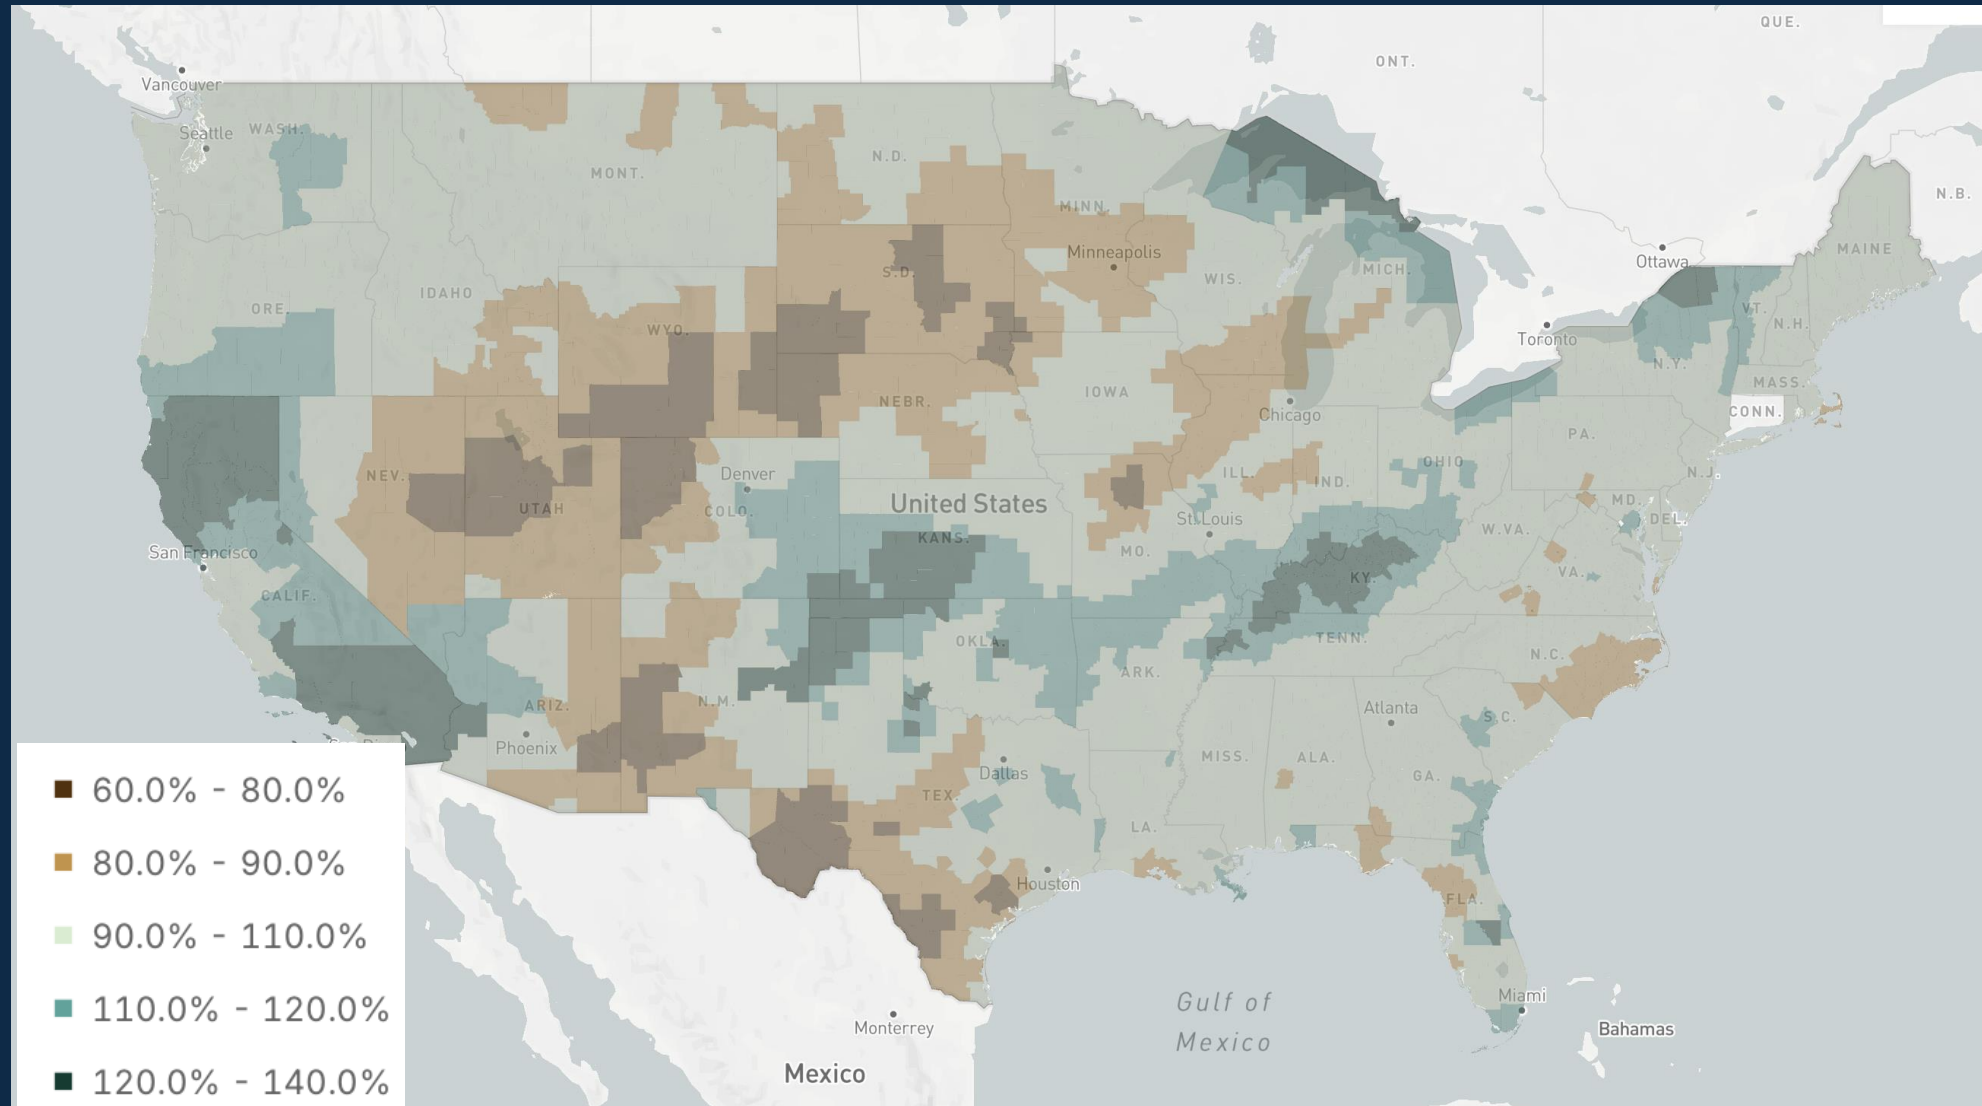 QUE.
ONT.
Vancouver
Seattle
WASH.
N.D.
MONT.
N.B.
MINN.
Minneapolis
MAINE
Ottawa
S.D.
MICH.
WIS.
IDAHO
ORE.
VT.
N.H.
WYO.
Toronto
N.Y.
MASS.
IOWA
NEBR.
Chicago
CONN.
PA.
NEV.
Denver
ILL.
IND.
OHIO
N.J.
UTAH
COLO.
United States
St. Louis
MD.
DEL.
W.VA.
San Francisco
KANS.
MO.
KY.
VA.
CALIF.
OKLA.
TENN.
N.C.
ARK.
ARIZ.
N.M.
Atlanta
S.C.
Phoenix
Dallas
MISS.
ALA.
GA.
TEX.
LA.
Houston
FLA.
Miami
Gulf of
Mexico
Monterrey
Bahamas
Mexico
60.0% - 80.0%
80.0% - 90.0%
90.0% - 110.0%
110.0% - 120.0%
120.0% - 140.0%